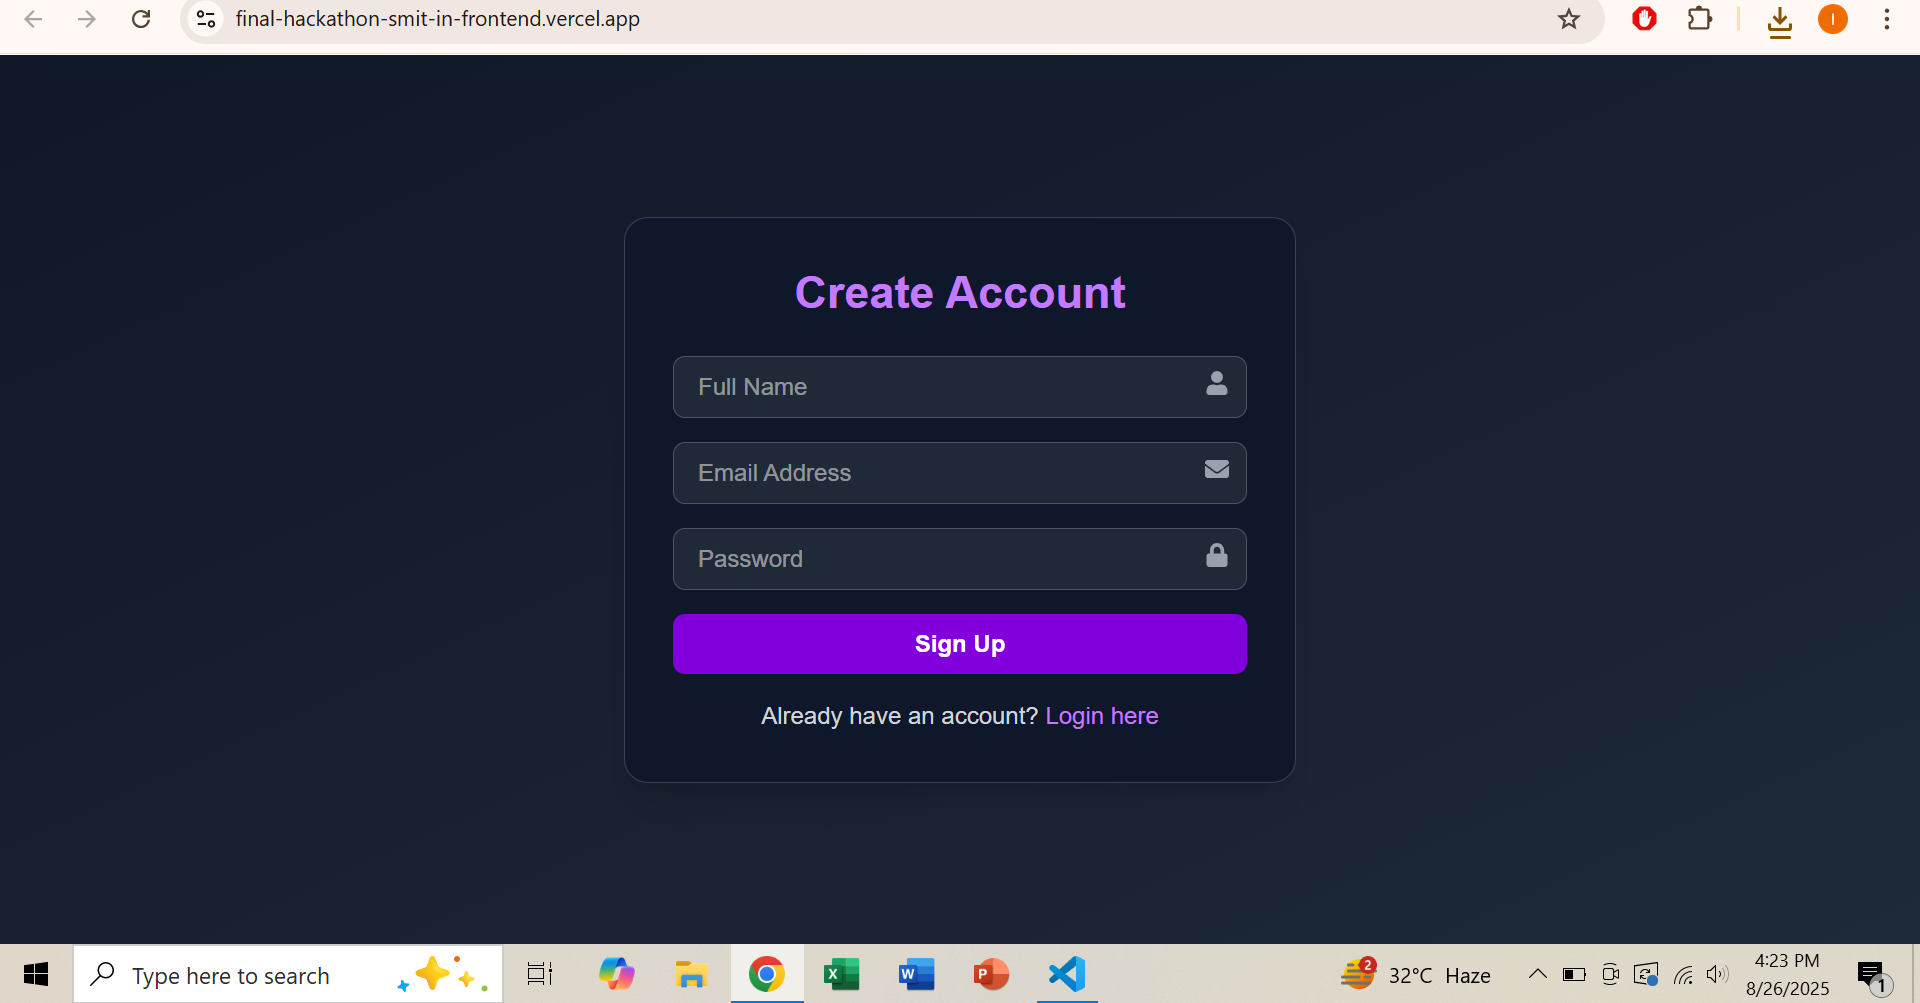 final-hackathon-smit-in-frontend.vercel.app
I
Create Account
Full Name
Email Address
Password
Sign Up
Already have an account? Login here
Type here to search
X
W
P
2
32°C Haze
4:23 PM
8/26/2025
1